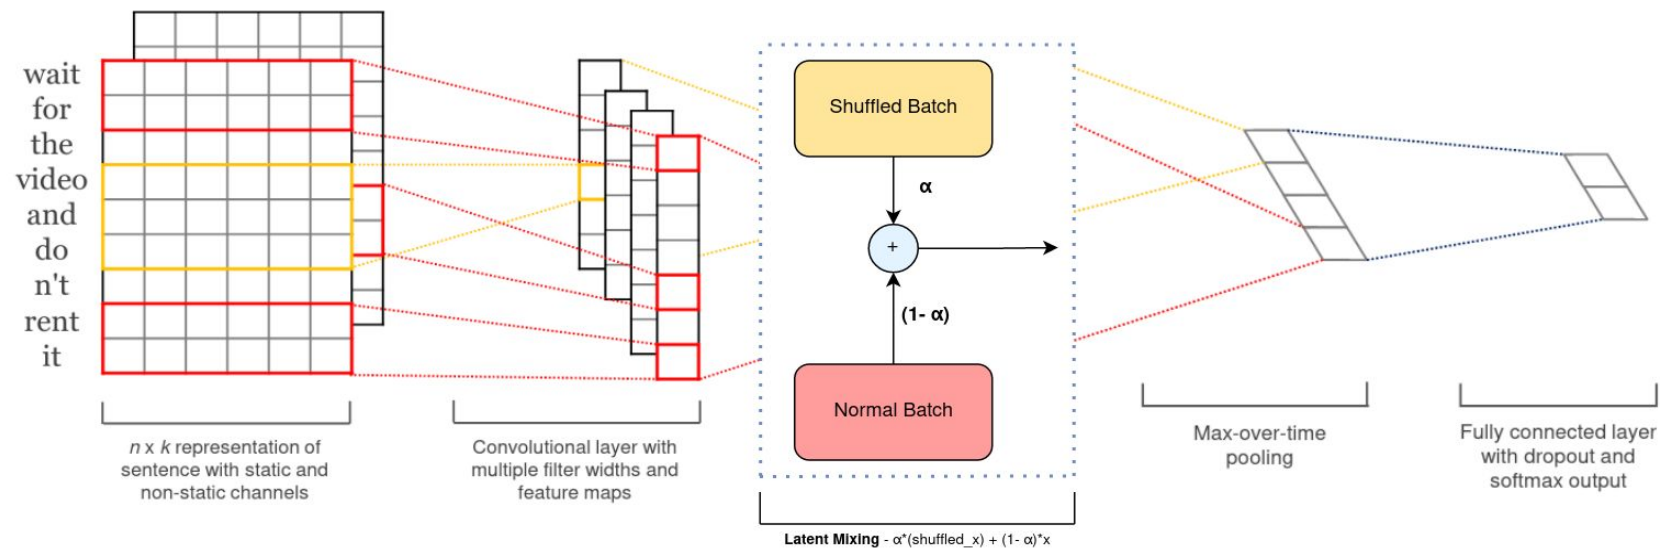 wait
for
the
video
and
do
n't
rent
it
n x k representation of
sentence with static and
non-static channels
Convolutional layer with
multiple filter widths and
feature maps
Shuffled Batch
α
+
(1- α)
Normal Batch
Latent Mixing - α*(shuffled_x) + (1- α)*x
Max-over-time
pooling
Fully connected layer
with dropout and
softmax output